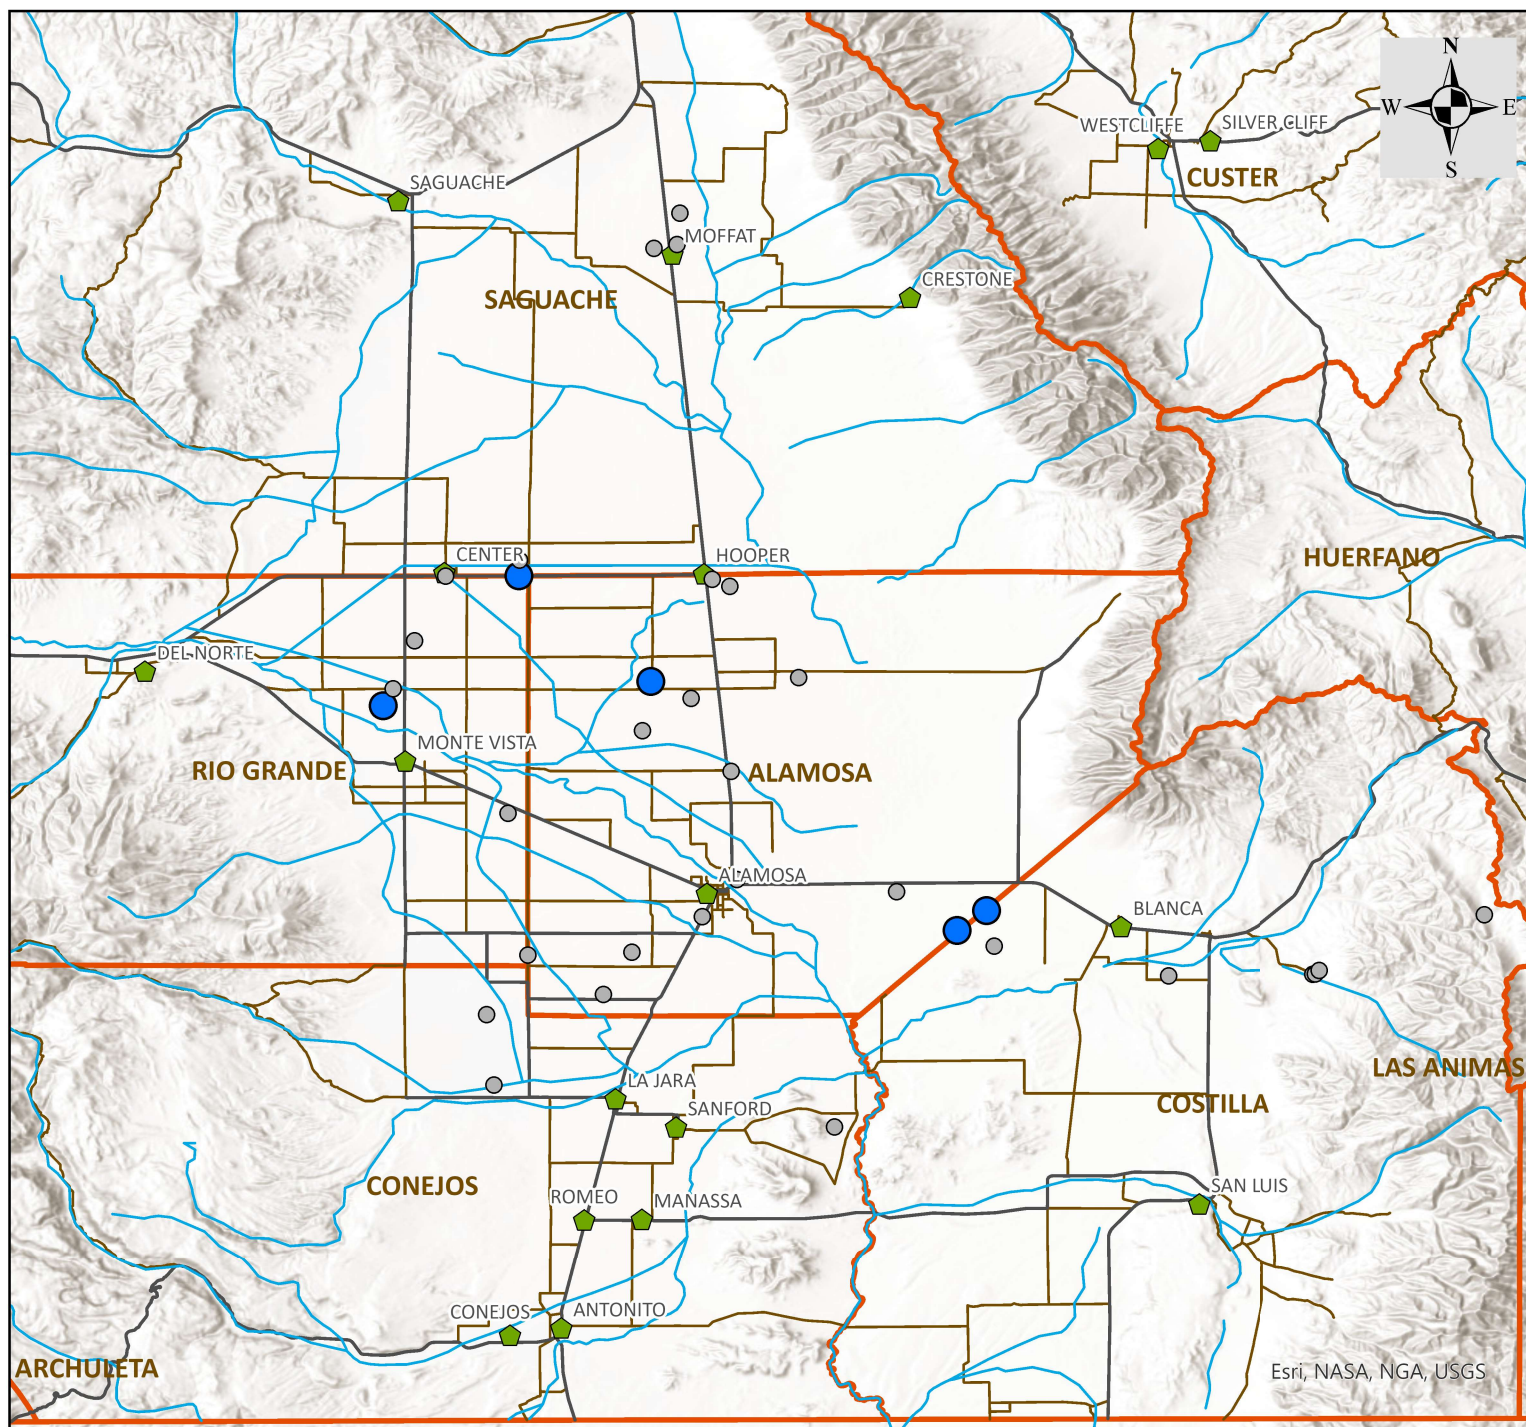 N
W
E
S
WESTCLIFFE
SILVER CLIFF
CUSTER
SAGUACHE
MOFFAT
CRESTONE
SAGUACHE
CENTER
HOOPER
HUERFANO
DEL NORTE
MONTE VISTA
RIO GRANDE
ALAMOSA
ALAMOSA
BLANCA
LAS ANIMAS
LA JARA
COSTILLA
SANFORD
CONEJOS
ROMEO
MANASSA
SAN LUIS
CONEJOS
ANTONITO
ARCHULETA
Esri, NASA, NGA, USGS